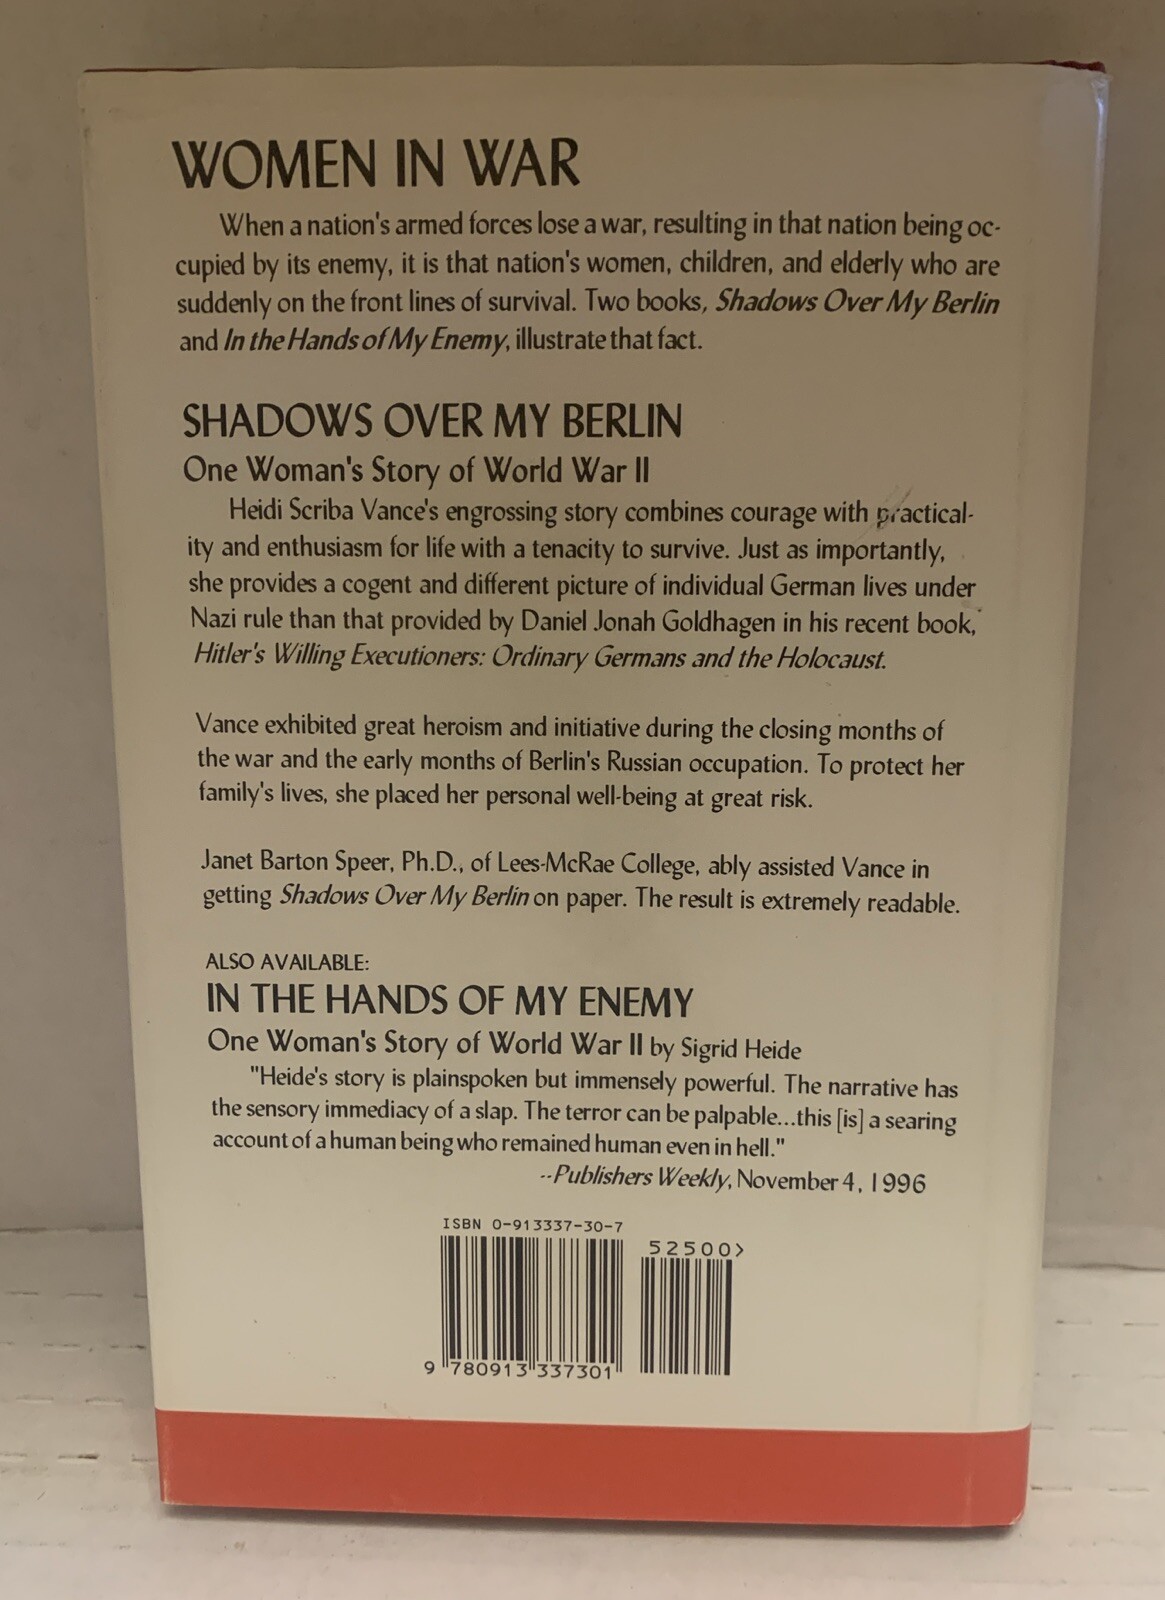 WOMEN IN WAR
When a nation's armed forces lose a war, resulting in that nation being oc-
cupied by its enemy, it is that nation's women, children, and elderly who are
suddenly on the front lines of survival. Two books, Shadows Over My Berlin
and In the Hands of My Enemy, illustrate that fact.
SHADOWS OVER MY BERLIN
One Woman's Story of World War II
Heidi Scriba Vance's engrossing story combines courage with practical-
ity and enthusiasm for life with a tenacity to survive. Just as importantly,
she provides a cogent and different picture of individual German lives under
Nazi rule than that provided by Daniel Jonah Goldhagen in his recent book,
Hitler's Willing Executioners: Ordinary Germans and the Holocaust.
Vance exhibited great heroism and initiative during the closing months of
the war and the early months of Berlin's Russian occupation. To protect her
family's lives, she placed her personal well-being at great risk.
Janet Barton Speer, Ph.D., of Lees-McRae College, ably assisted Vance in
getting Shadows Over My Berlin on paper. The result is extremely readable.
ALSO AVAILABLE:
IN THE HANDS OF MY ENEMY
One Woman's Story of World War II by Sigrid Heide
"Heide's story is plainspoken but immensely powerful. The narrative has
the sensory immediacy of a slap. The terror can be palpable...this [is] a searing
account of a human being who remained human even in hell."
--Publishers Weekly, November 4, 1996
ISBN 0-913337-30-7
52500>
9 780913 337301